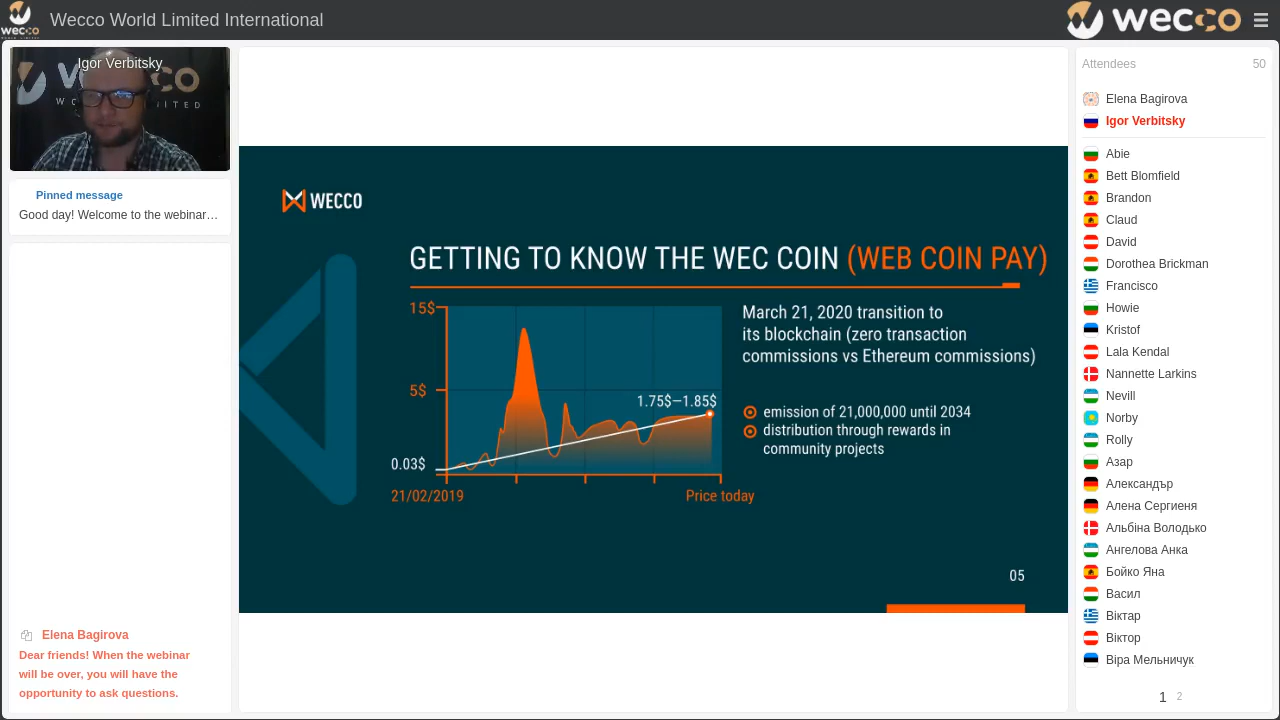 wecco
Wecco World Limited International
wecco
Igor Verbitsky
Pinned message
Good day! Welcome to the webinar…
Elena Bagirova
Dear friends! When the webinar
will be over, you will have the
opportunity to ask questions.
WECCO
GETTING TO KNOW THE WEC COIN (WEB COIN PAY)
15$
5$
0.03$
1.75$—1.85$
21/02/2019
Price today
March 21, 2020 transition to
its blockchain (zero transaction
commissions vs Ethereum commissions)
emission of 21,000,000 until 2034
distribution through rewards in
community projects
05
Attendees 50
Elena Bagirova
Igor Verbitsky
Abie
Bett Blomfield
Brandon
Claud
David
Dorothea Brickman
Francisco
Howie
Kristof
Lala Kendal
Nannette Larkins
Nevill
Norby
Rolly
Азар
Александър
Алена Сергиеня
Альбіна Володько
Ангелова Анка
Бойко Яна
Васил
Віктар
Віктор
Віра Мельничук
1 2